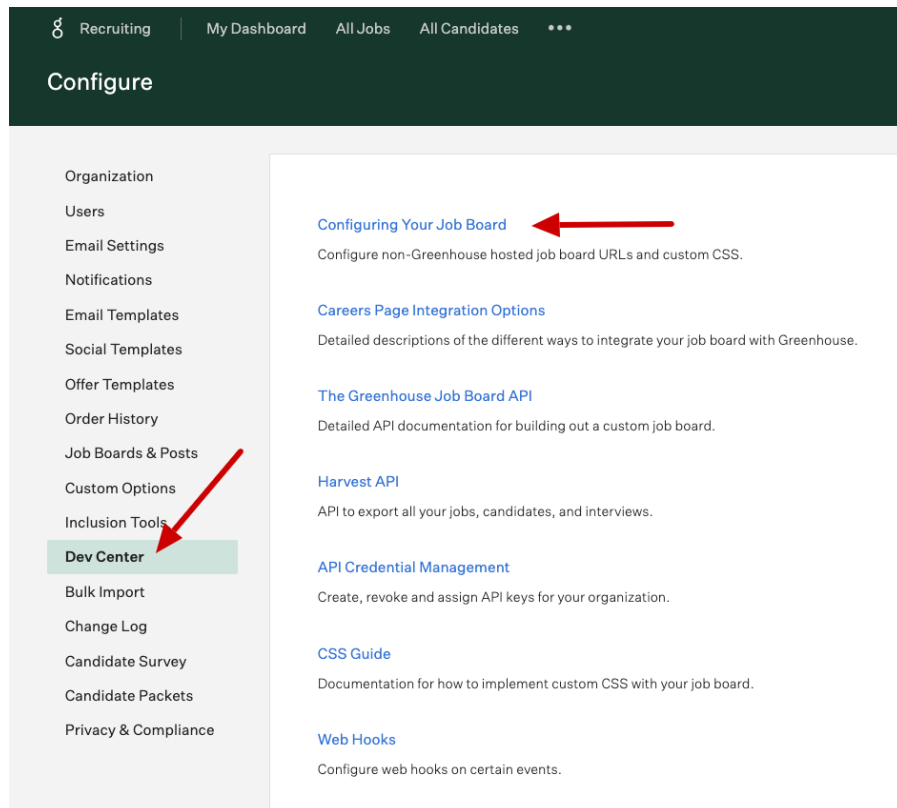 Recruiting My Dashboard All Jobs All Candidates •••
Configure
Organization
Users
Email Settings
Notifications
Email Templates
Social Templates
Offer Templates
Order History
Job Boards & Posts
Custom Options
Inclusion Tools
Dev Center
Bulk Import
Change Log
Candidate Survey
Candidate Packets
Privacy & Compliance
Configuring Your Job Board
Configure non-Greenhouse hosted job board URLs and custom CSS.
Careers Page Integration Options
Detailed descriptions of the different ways to integrate your job board with Greenhouse.
The Greenhouse Job Board API
Detailed API documentation for building out a custom job board.
Harvest API
API to export all your jobs, candidates, and interviews.
API Credential Management
Create, revoke and assign API keys for your organization.
CSS Guide
Documentation for how to implement custom CSS with your job board.
Web Hooks
Configure web hooks on certain events.